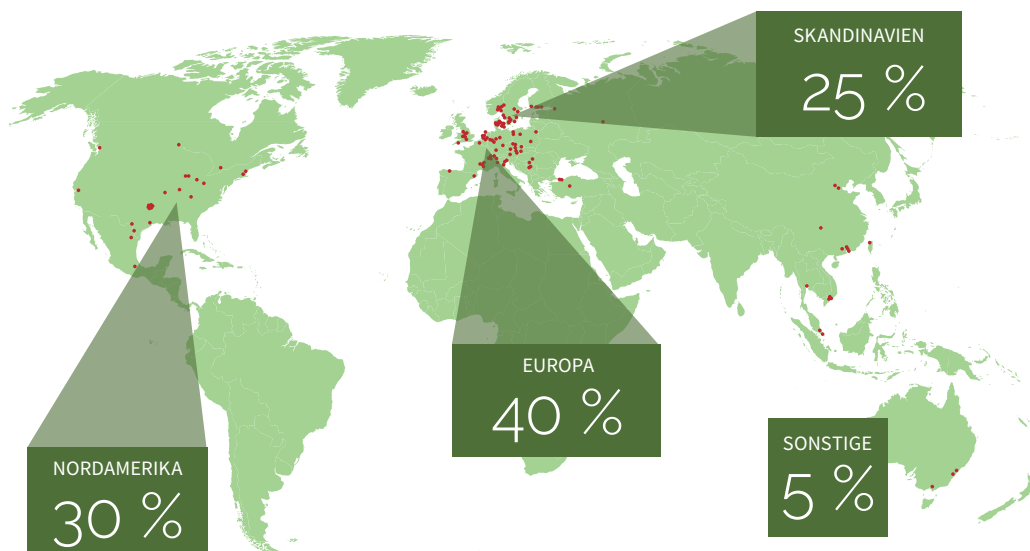 SKANDINAVIEN
25 %
EUROPA
40 %
NORDAMERIKA
30 %
SONSTIGE
5 %